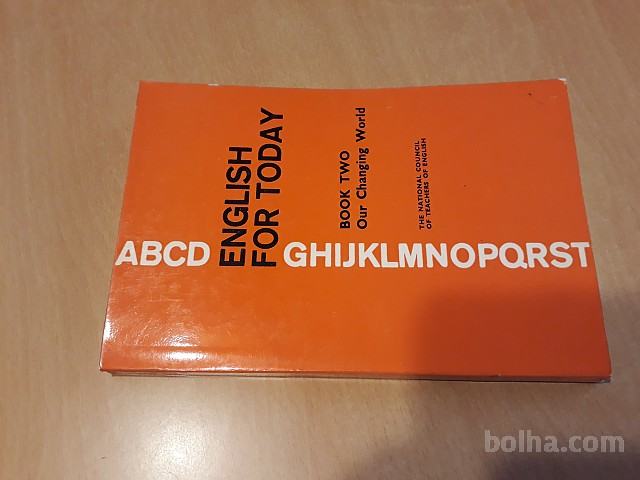 ENGLISH
FOR TODAY
BOOK TWO
Our Changing World
THE NATIONAL COUNCIL
OF TEACHERS OF ENGLISH
ABCD GHIJKLMNOPQRST
bolha.com